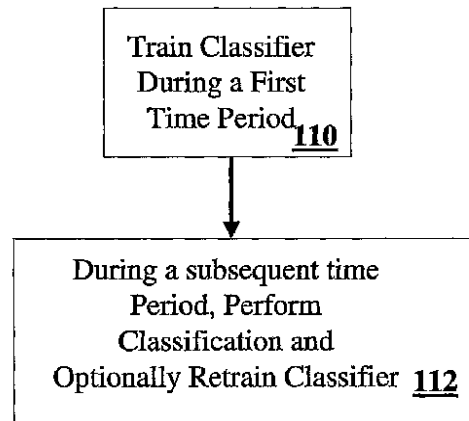 Train Classifier
During a First
Time Period 110
During a subsequent time
Period, Perform
Classification and
Optionally Retrain Classifier 112